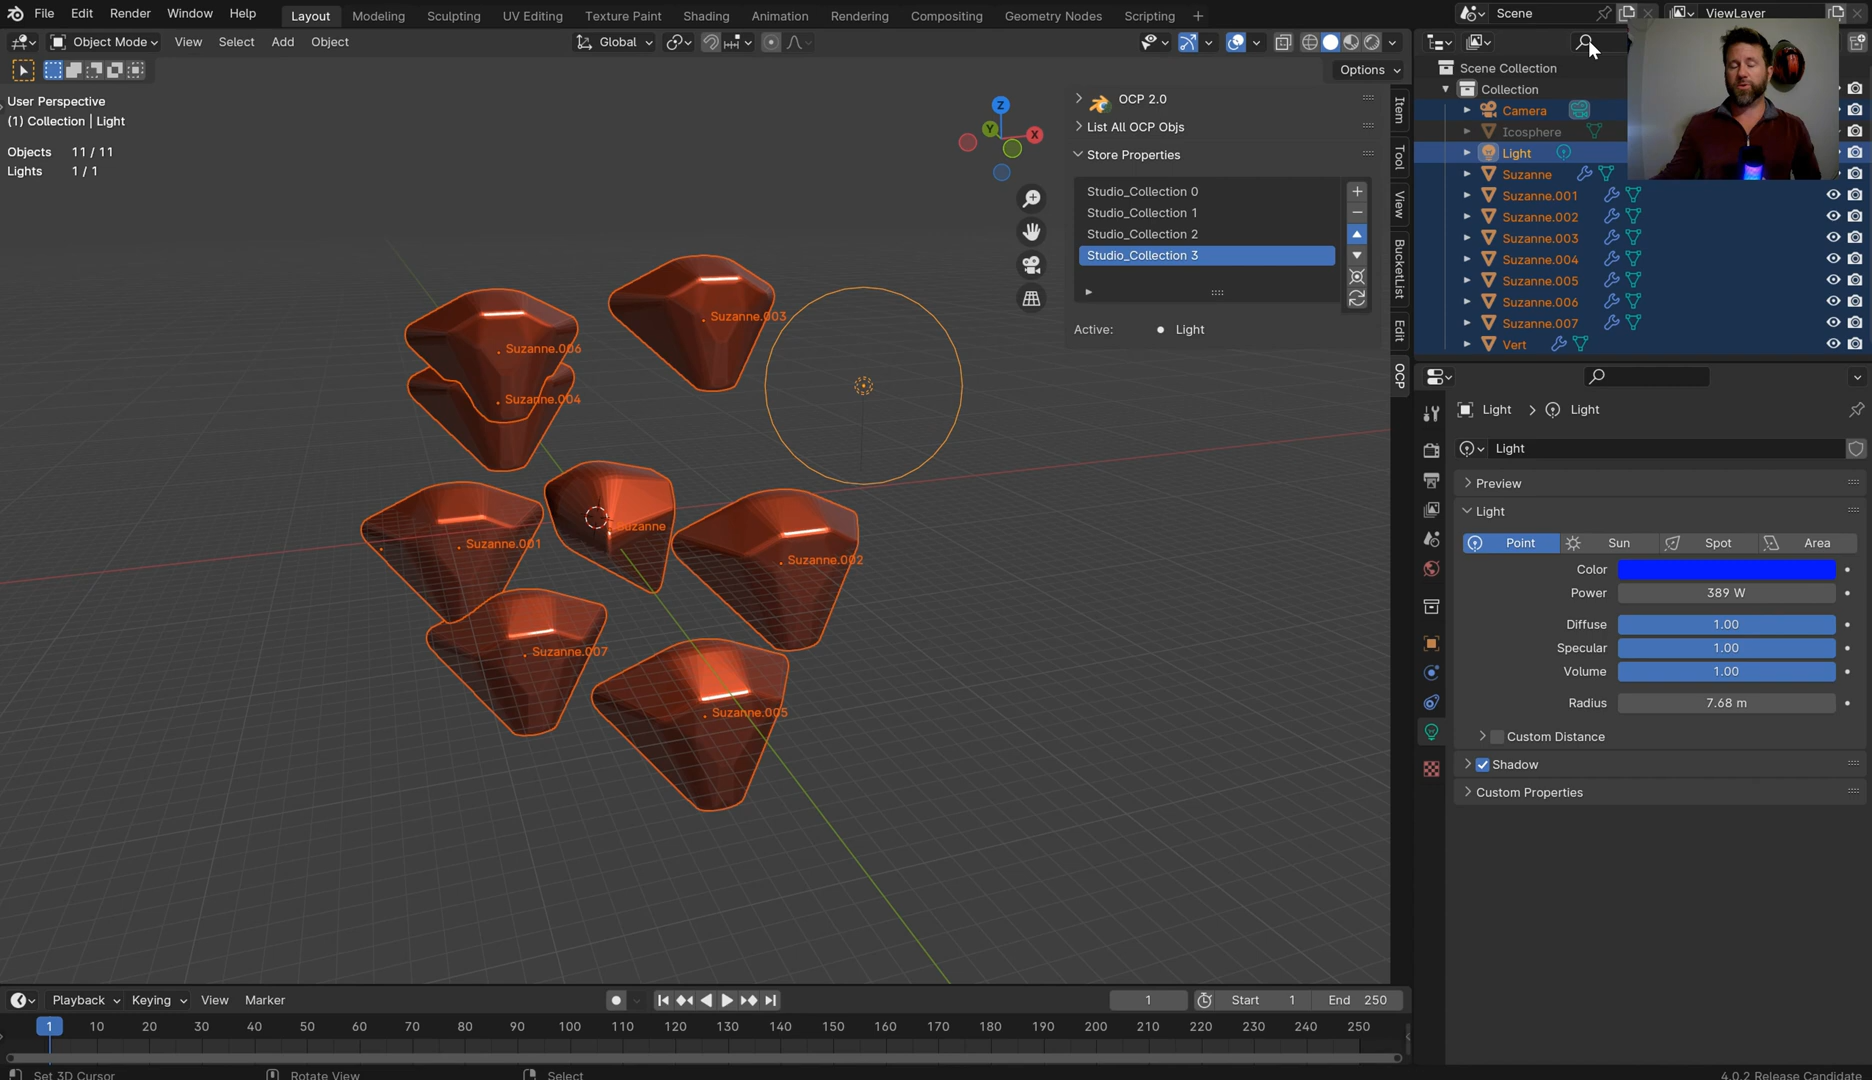 File Edit Render Window Help Layout Modeling Sculpting UV Editing Texture Paint Shading Animation Rendering Compositing Geometry Nodes Scripting + Scene ViewLayer
Object Mode View Select Add Object Global
Options
User Perspective
(1) Collection | Light
Objects 11 / 11
Lights 1 / 1
Z
Y
X
Suzanne.003
Suzanne.006
Suzanne.004
Suzanne
Suzanne.001
Suzanne.002
Suzanne.007
Suzanne.005
OCP 2.0
List All OCP Objs
Store Properties
Studio_Collection 0
Studio_Collection 1
Studio_Collection 2
Studio_Collection 3
Active: Light
Item
Tool
View
BucketList
Edit
OCP
Scene Collection
Collection
Camera
Icosphere
Light
Suzanne
Suzanne.001
Suzanne.002
Suzanne.003
Suzanne.004
Suzanne.005
Suzanne.006
Suzanne.007
Vert
Light > Light
Light
Preview
Light
Point Sun Spot Area
Color
Power 389 W
Diffuse 1.00
Specular 1.00
Volume 1.00
Radius 7.68 m
Custom Distance
Shadow
Custom Properties
Playback Keying View Marker 1 Start 1 End 250
1 10 20 30 40 50 60 70 80 90 100 110 120 130 140 150 160 170 180 190 200 210 220 230 240 250
Set 3D Cursor Rotate View Select 4.0.2 Release Candidate